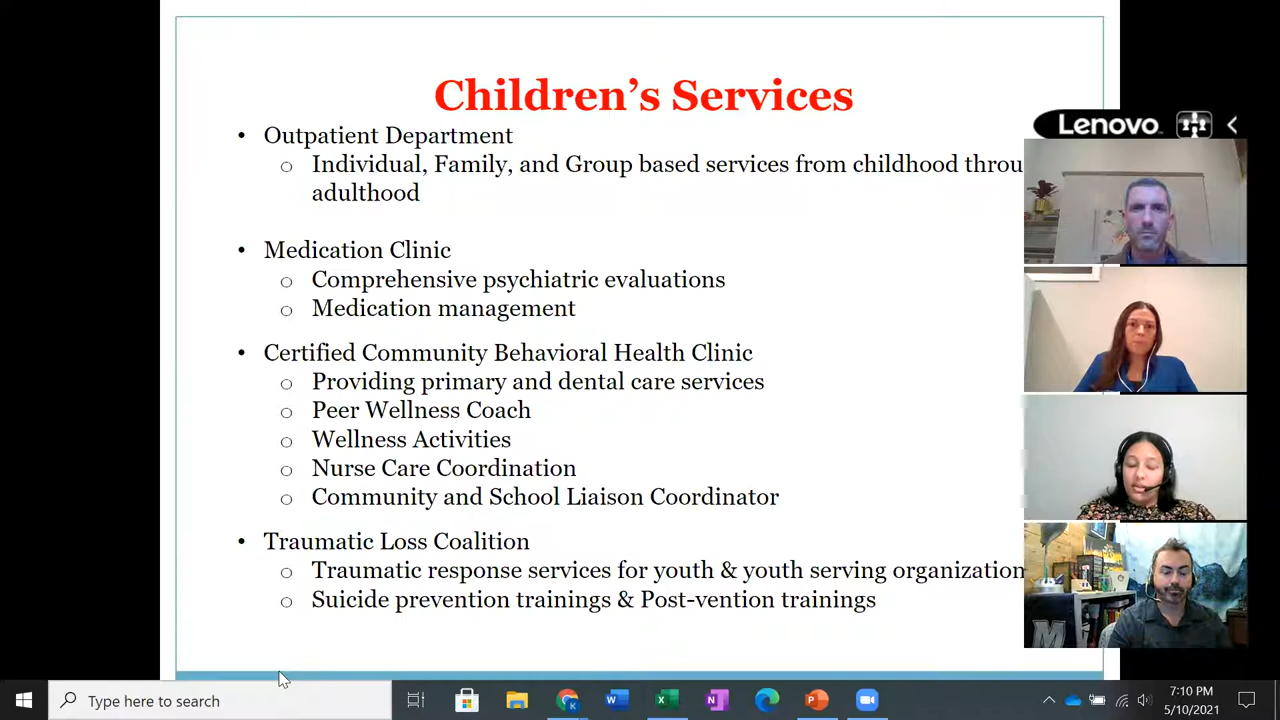 Children's Services
• Outpatient Department
o Individual, Family, and Group based services from childhood throu
adulthood
• Medication Clinic
o Comprehensive psychiatric evaluations
o Medication management
• Certified Community Behavioral Health Clinic
o Providing primary and dental care services
o Peer Wellness Coach
o Wellness Activities
o Nurse Care Coordination
o Community and School Liaison Coordinator
• Traumatic Loss Coalition
o Traumatic response services for youth & youth serving organization
o Suicide prevention trainings & Post-vention trainings
Lenovo
M
Type here to search
7:10 PM
5/10/2021